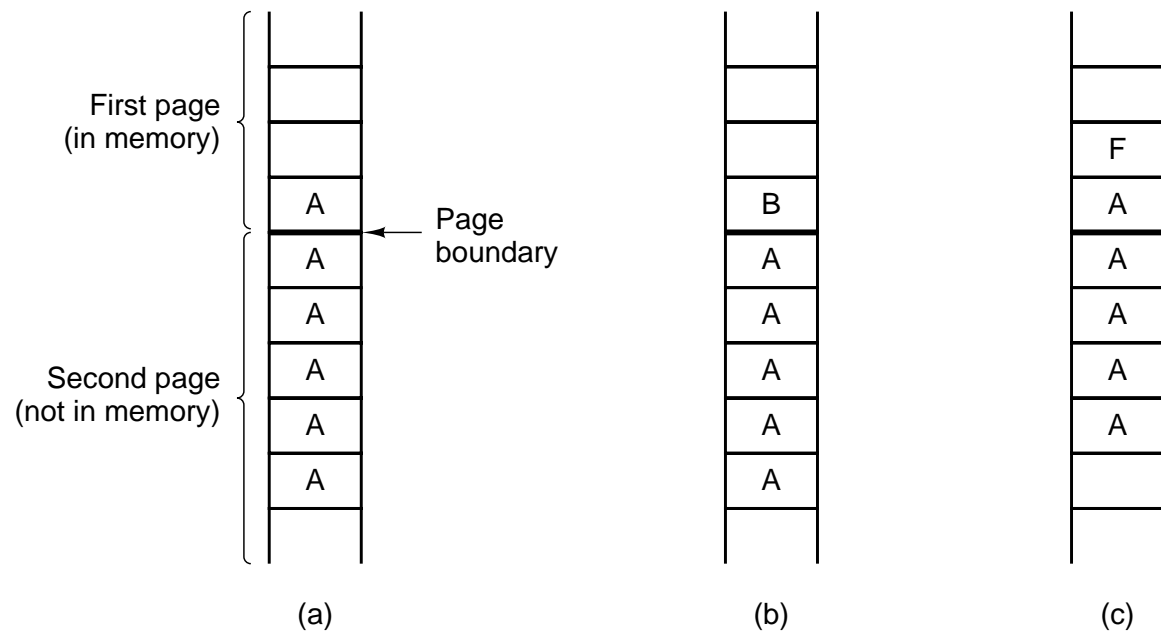 First page
(in memory)
A
B
F
A
Page
boundary
A
A
A
A
A
A
A
A
A
Second page
(not in memory)
A
A
A
A
A
A
(a)
(b)
(c)